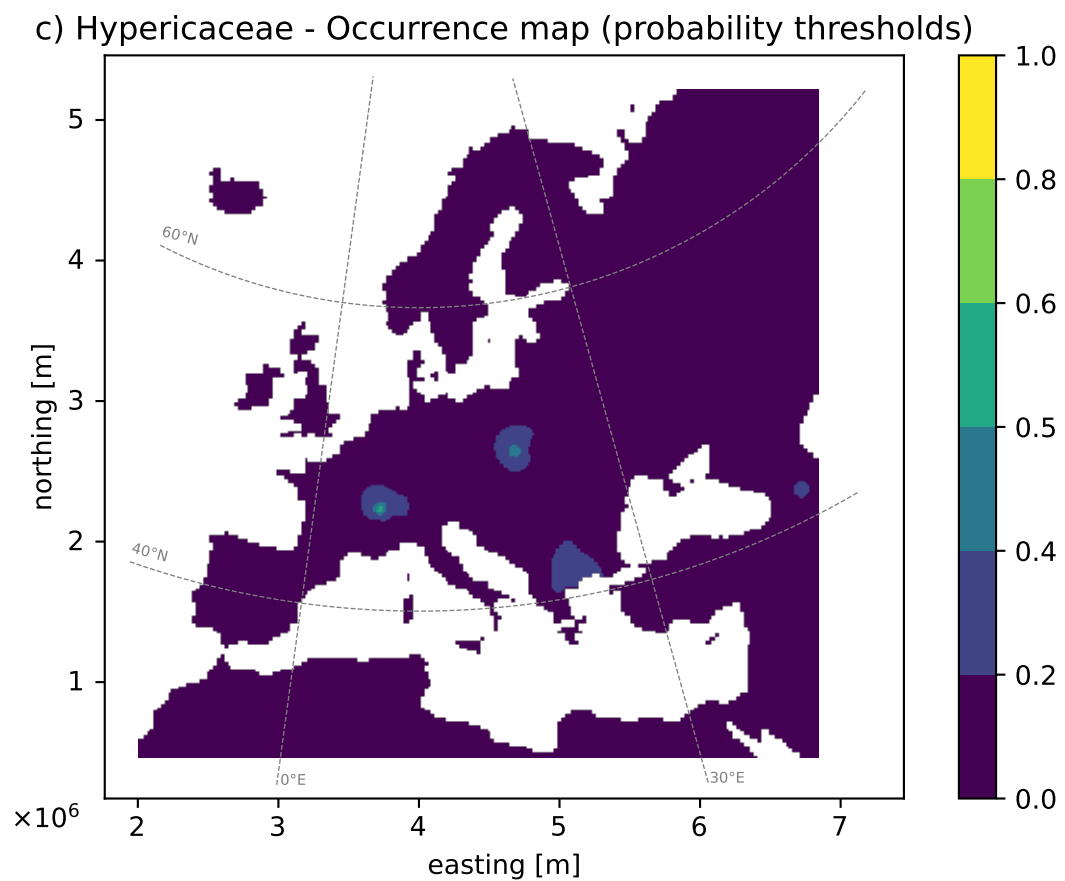 c) Hypericaceae - Occurrence map (probability thresholds)
northing [m]
5
4
3
2
1
60°N
40°N
0°E
30°E
×10⁶
2 3 4 5 6 7
easting [m]
1.0
0.8
0.6
0.5
0.4
0.2
0.0